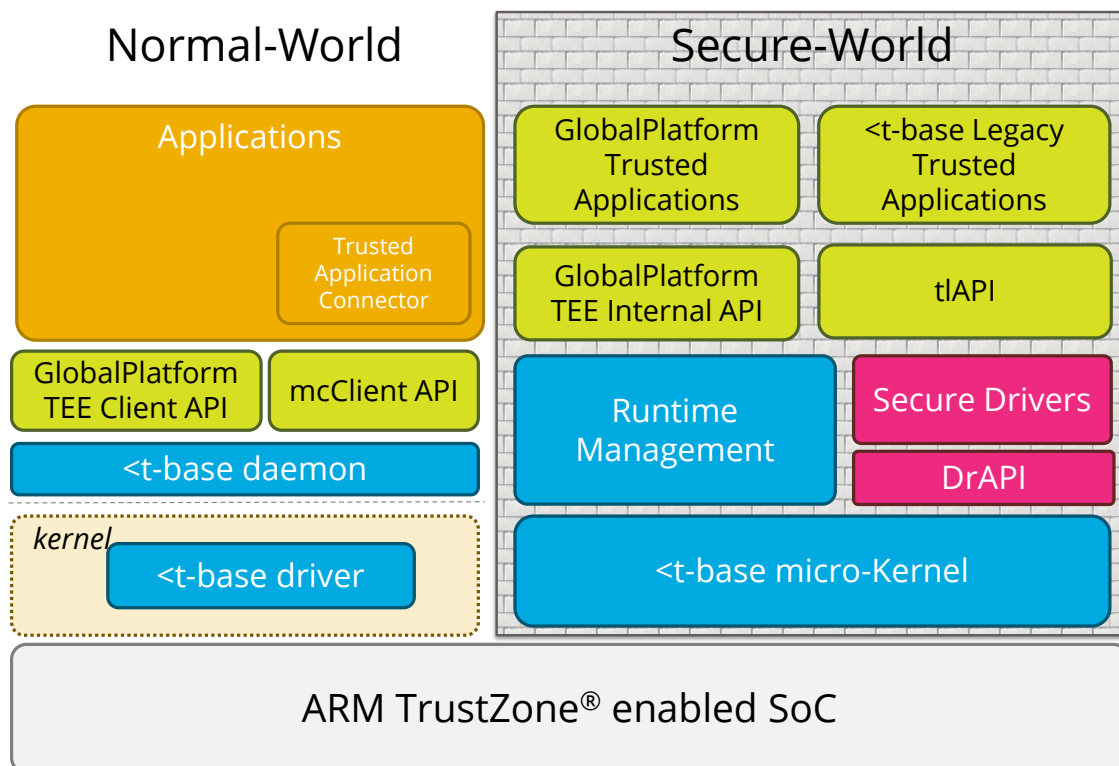 Normal-World
Applications
Trusted
Application
Connector
GlobalPlatform
TEE Client API
mcClient API
<t-base daemon
kernel
<t-base driver
Secure-World
GlobalPlatform
Trusted
Applications
<t-base Legacy
Trusted
Applications
GlobalPlatform
TEE Internal API
tlAPI
Runtime
Management
Secure Drivers
DrAPI
<t-base micro-Kernel
ARM TrustZone® enabled SoC